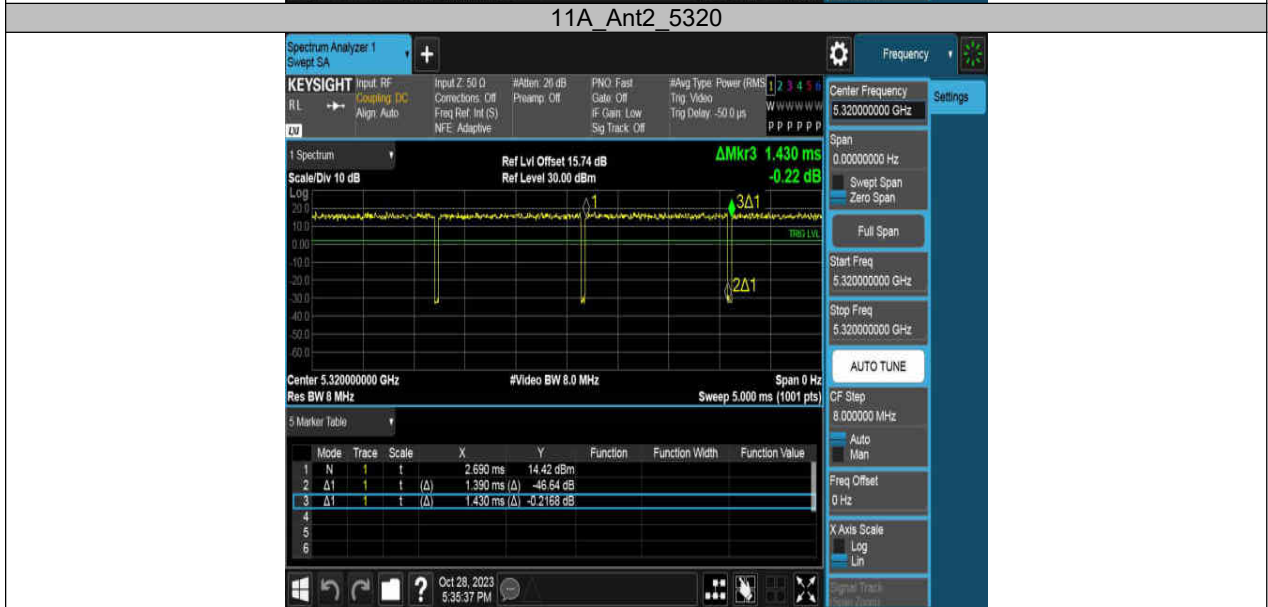 11A_Ant2_5320
Spectrum Analyzer 1
Swept SA
+
Frequency
KEYSIGHT
Input: RF
Input Z: 50 Ω
#Atten: 26 dB
PNO: Fast
#Avg Type: Power (RMS
1 2 3 4 5 6
RL
Coupling: DC
Corrections: Off
Preamp: Off
Gate: Off
Trig: Video
W W W W W W
Align: Auto
Freq Ref: Int (S)
IF Gain: Low
Trig Delay: -50.0 µs
NFE: Adaptive
Sig Track: Off
P P P P P P
LXI
1 Spectrum
Ref Lvl Offset 15.74 dB
ΔMkr3 1.430 ms
Scale/Div 10 dB
Ref Level 30.00 dBm
-0.22 dB
Log
20.0
10.0
0.00
-10.0
-20.0
-30.0
-40.0
-50.0
-60.0
1
3Δ1
TRIG LVL
2Δ1
Center 5.320000000 GHz
#Video BW 8.0 MHz
Span 0 Hz
Res BW 8 MHz
Sweep 5.000 ms (1001 pts)
5 Marker Table
Mode Trace Scale X Y Function Function Width Function Value
1 N 1 t 2.690 ms 14.42 dBm
2 Δ1 1 t (Δ) 1.390 ms (Δ) -46.64 dB
3 Δ1 1 t (Δ) 1.430 ms (Δ) -0.2168 dB
4
5
6
?
Oct 28, 2023
5:35:37 PM
Center Frequency
5.320000000 GHz
Settings
Span
0.00000000 Hz
Swept Span
Zero Span
Full Span
Start Freq
5.320000000 GHz
Stop Freq
5.320000000 GHz
AUTO TUNE
CF Step
8.000000 MHz
Auto
Man
Freq Offset
0 Hz
X Axis Scale
Log
Lin
Signal Track